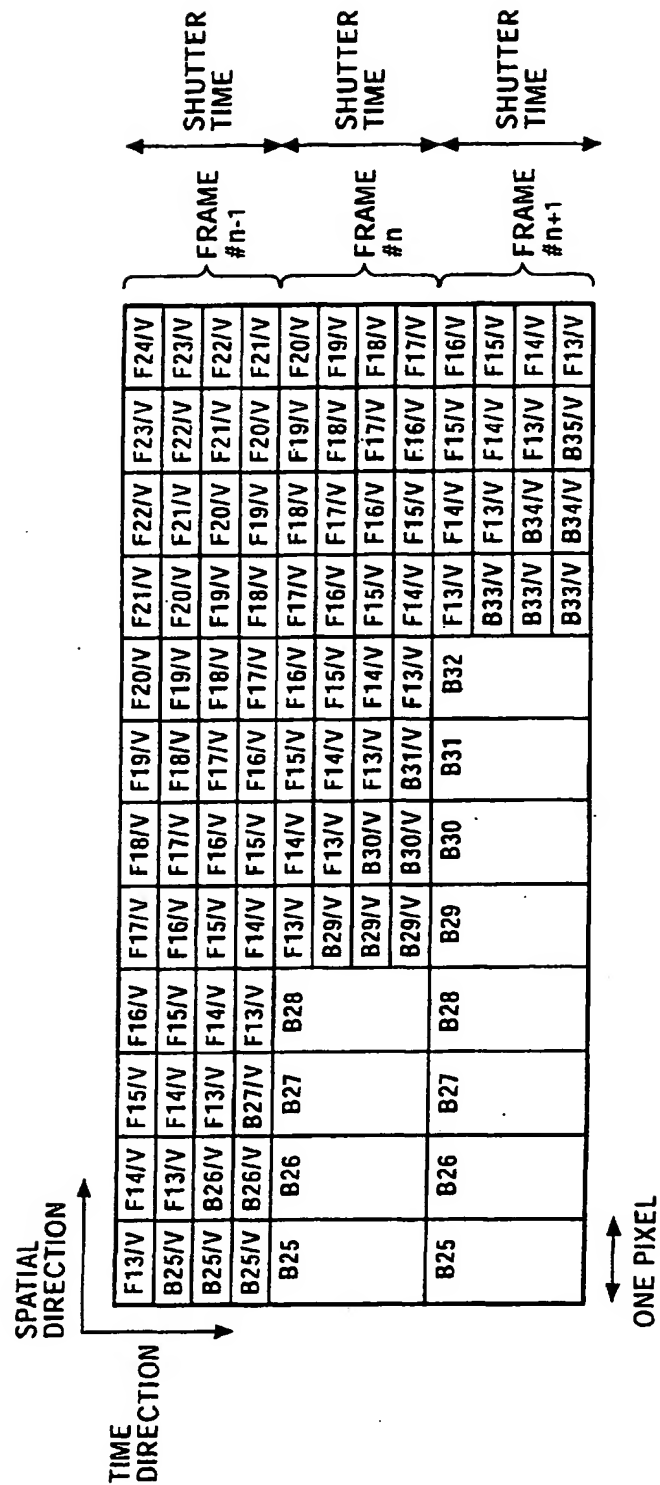 SPATIAL
DIRECTION
TIME
DIRECTION
F13/V F14/V F15/V F16/V F17/V F18/V F19/V F20/V F21/V F22/V F23/V F24/V
B25/V F13/V F14/V F15/V F16/V F17/V F18/V F19/V F20/V F21/V F22/V F23/V
B25/V B26/V F13/V F14/V F15/V F16/V F17/V F18/V F19/V F20/V F21/V F22/V
B25/V B26/V B27/V F13/V F14/V F15/V F16/V F17/V F18/V F19/V F20/V F21/V
FRAME
#n-1
SHUTTER
TIME
B25 B26 B27 B28 F13/V F14/V F15/V F16/V F17/V F18/V F19/V F20/V
B29/V F13/V F14/V F15/V F16/V F17/V F18/V F19/V
B29/V B30/V F13/V F14/V F15/V F16/V F17/V F18/V
B29/V B30/V B31/V F13/V F14/V F15/V F16/V F17/V
FRAME
#n
SHUTTER
TIME
B25 B26 B27 B28 B29 B30 B31 B32 F13/V F14/V F15/V F16/V
B33/V F13/V F14/V F15/V
B33/V B34/V F13/V F14/V
B33/V B34/V B35/V F13/V
FRAME
#n+1
SHUTTER
TIME
ONE PIXEL